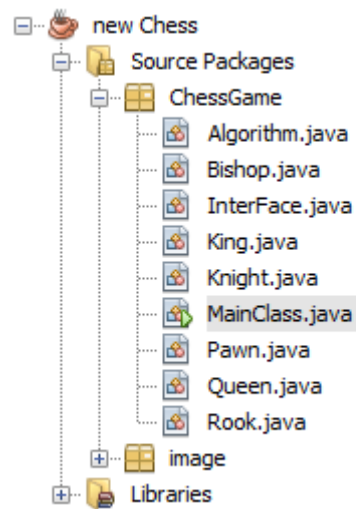 new Chess
Source Packages
ChessGame
Algorithm.java
Bishop.java
InterFace.java
King.java
Knight.java
MainClass.java
Pawn.java
Queen.java
Rook.java
image
Libraries